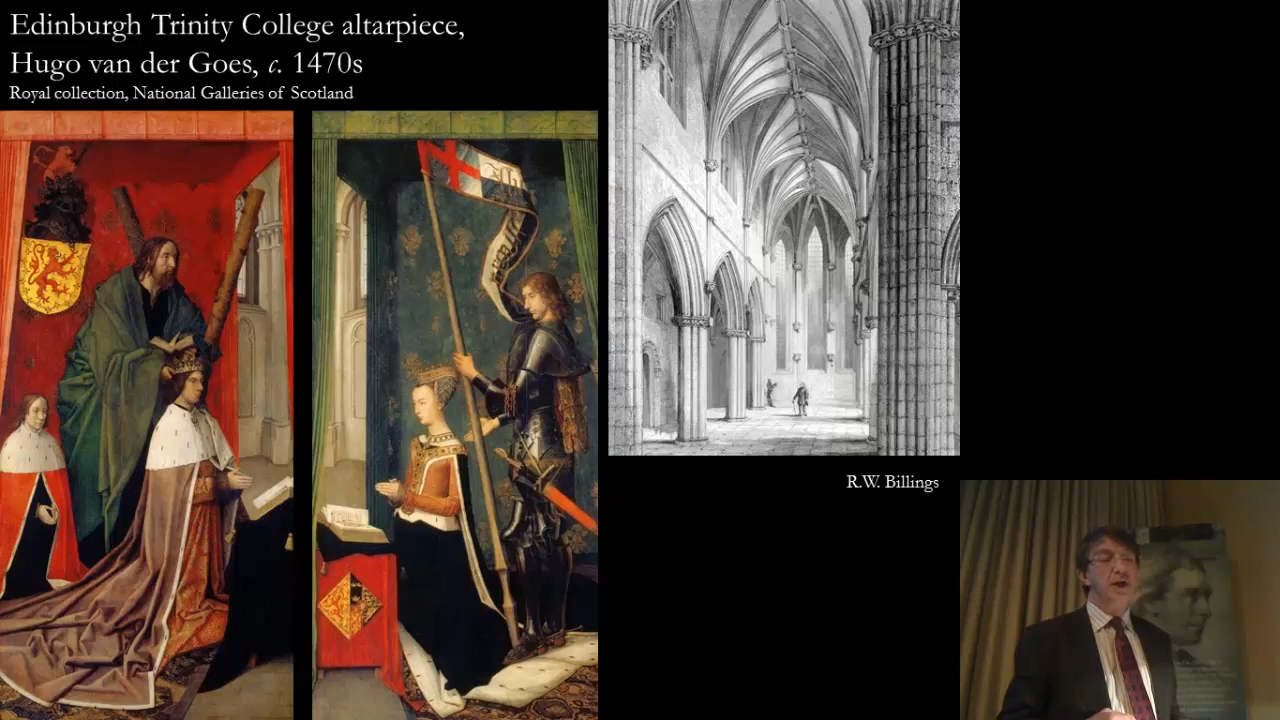 Edinburgh Trinity College altarpiece,
Hugo van der Goes, c. 1470s
Royal collection, National Galleries of Scotland
R.W. Billings